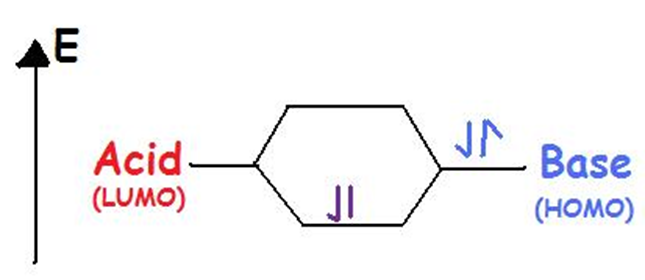 E
Acid
(LUMO)
Base
(HOMO)